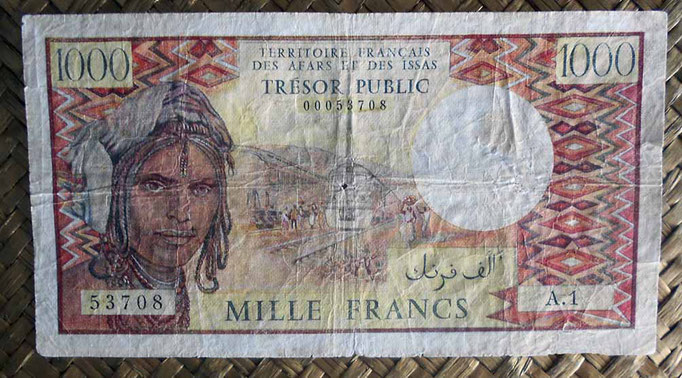 1000
TERRITOIRE FRANÇAIS
DES AFARS ET DES ISSAS
TRÉSOR PUBLIC
00053708
1000
ألف فرنك
53708
MILLE FRANCS
A.1